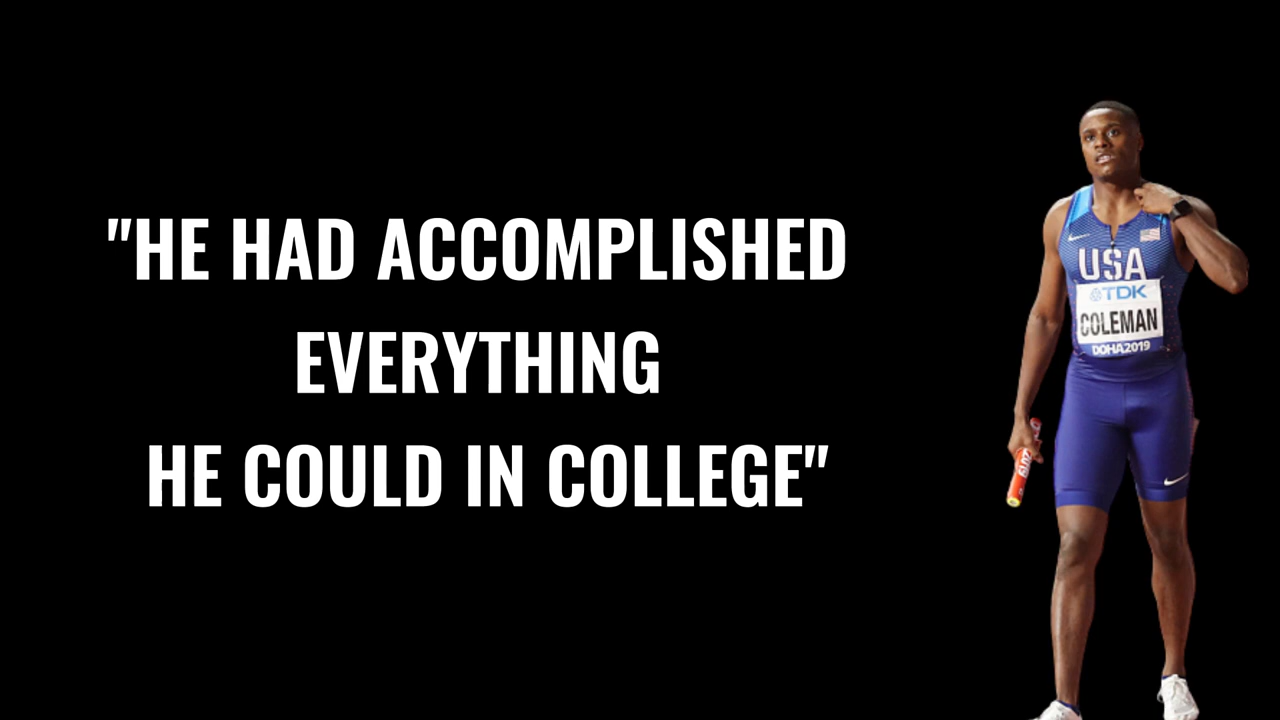 "HE HAD ACCOMPLISHED
EVERYTHING
HE COULD IN COLLEGE"
USA
TDK
COLEMAN
DOHA2019